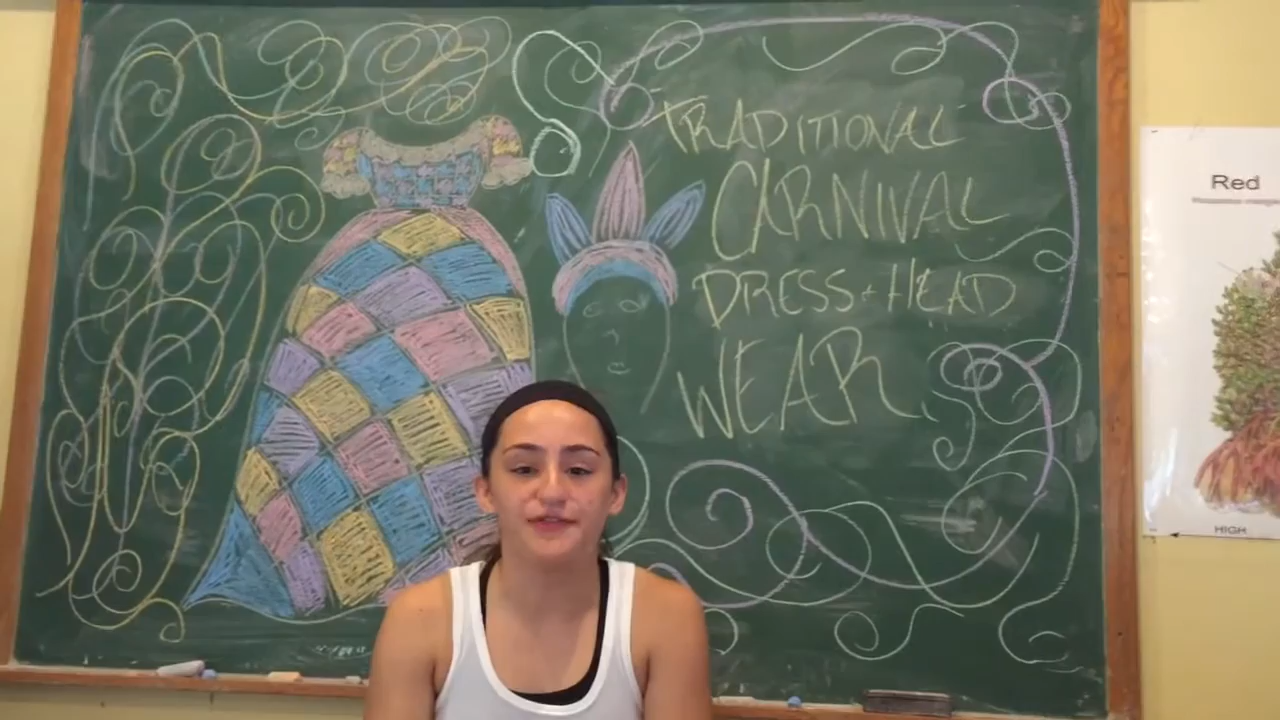 TRADITIONAL
CARNIVAL
DRESS + HEAD
WEAR
Red
HIGH